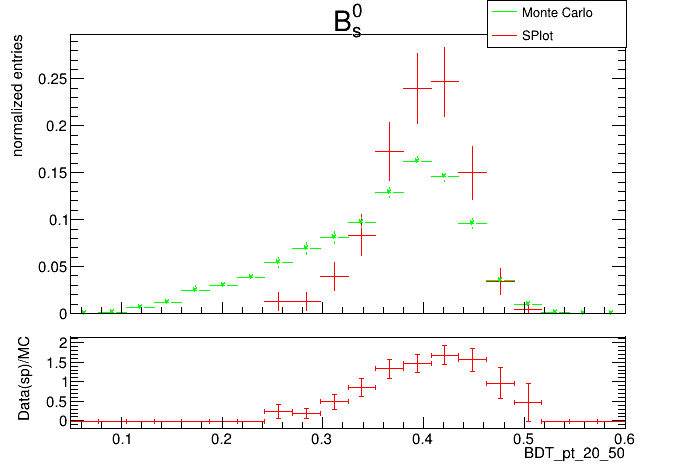 B⁰ₛ
Monte Carlo
SPlot
normalized entries
0.25
0.2
0.15
0.1
0.05
0
Data(sp)/MC
2
1.5
1
0.5
0
0.1 0.2 0.3 0.4 0.5 0.6
BDT_pt_20_50